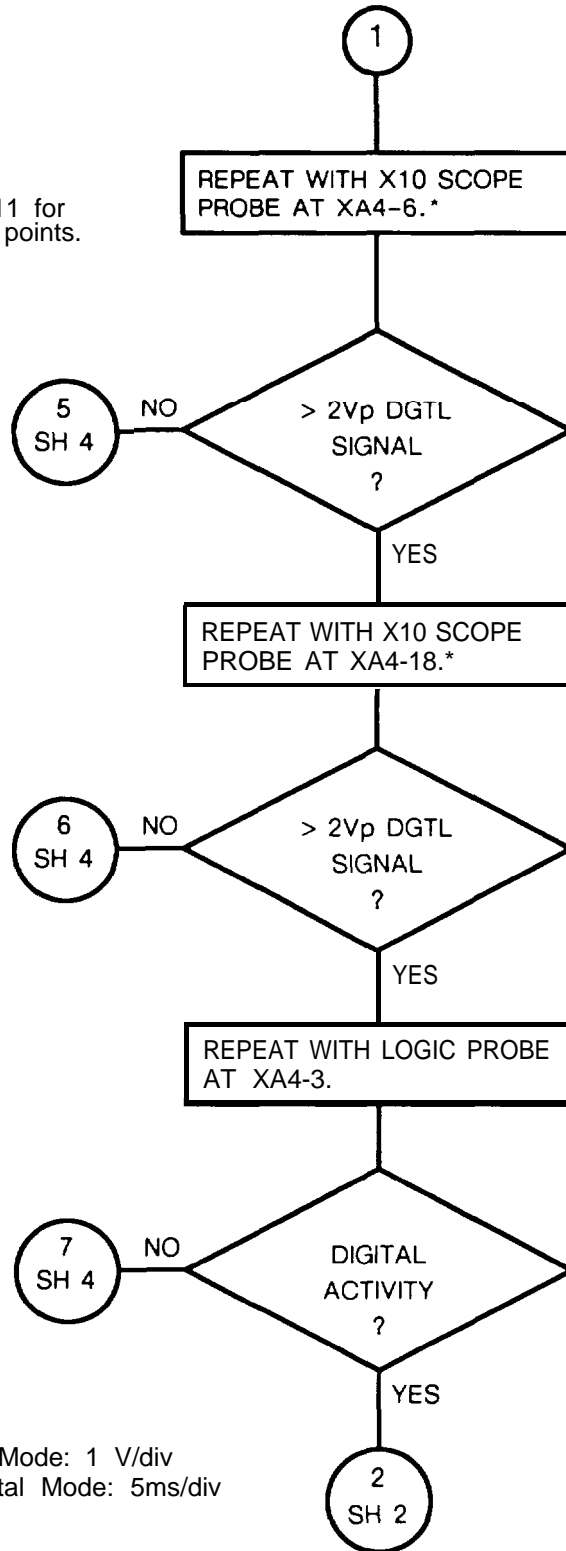 1
REPEAT WITH X10 SCOPE
PROBE AT XA4-6.*
11 for
points.
5
SH 4
NO
> 2Vp DGTL
SIGNAL
?
YES
REPEAT WITH X10 SCOPE
PROBE AT XA4-18.*
6
SH 4
NO
> 2Vp DGTL
SIGNAL
?
YES
REPEAT WITH LOGIC PROBE
AT XA4-3.
7
SH 4
NO
DIGITAL
ACTIVITY
?
YES
Mode: 1 V/div
tal Mode: 5ms/div
2
SH 2